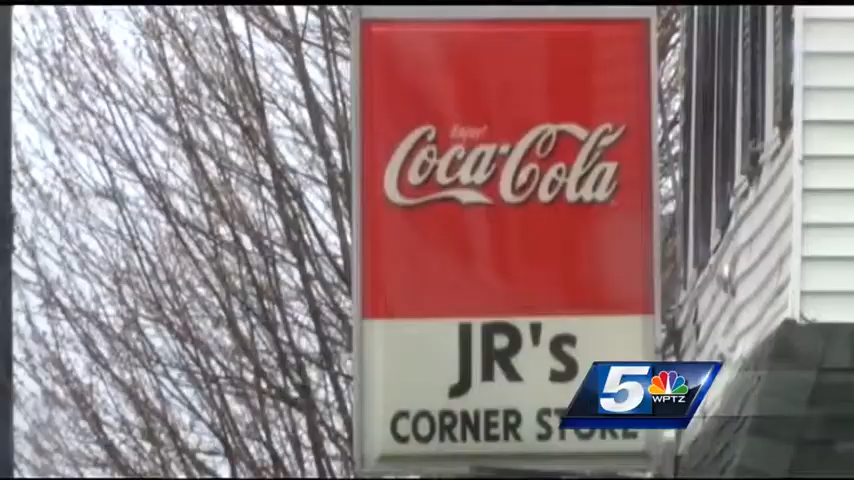 Enjoy
Coca-Cola
JR's
CORNER STORE
5 WPTZ